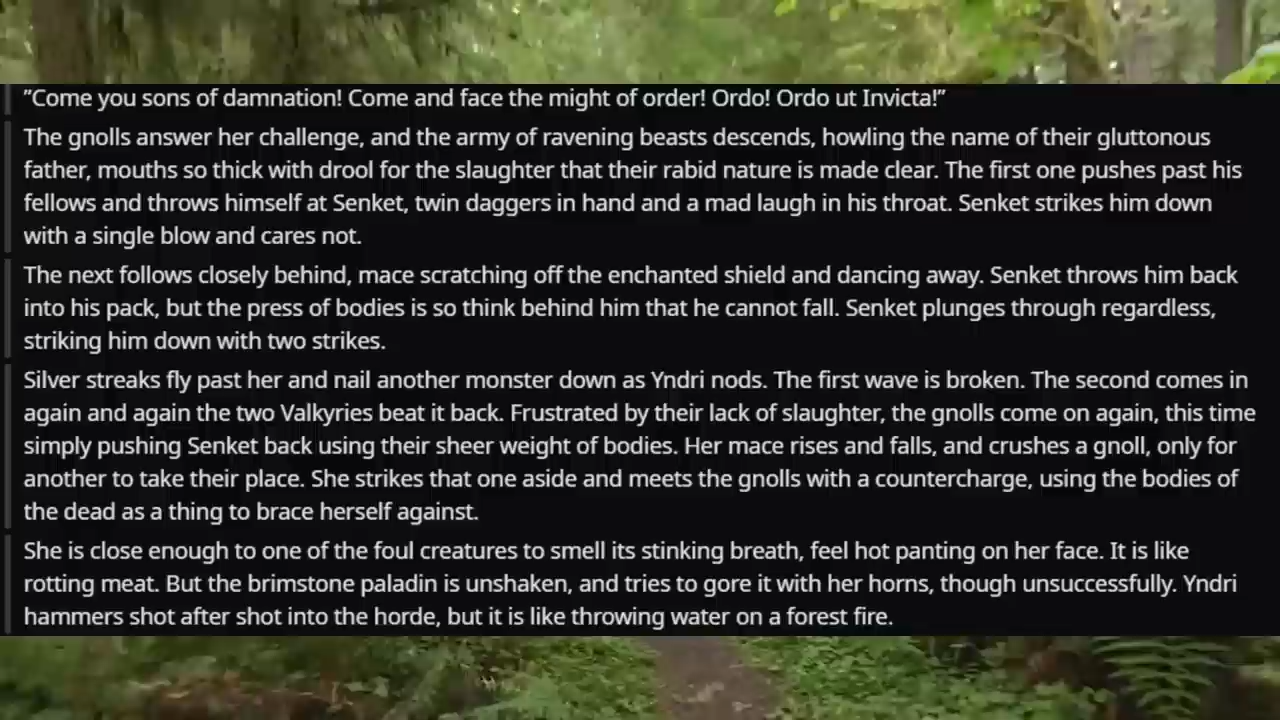 ”Come you sons of damnation! Come and face the might of order! Ordo! Ordo ut Invicta!”
The gnolls answer her challenge, and the army of ravening beasts descends, howling the name of their gluttonous
father, mouths so thick with drool for the slaughter that their rabid nature is made clear. The first one pushes past his
fellows and throws himself at Senket, twin daggers in hand and a mad laugh in his throat. Senket strikes him down
with a single blow and cares not.
The next follows closely behind, mace scratching off the enchanted shield and dancing away. Senket throws him back
into his pack, but the press of bodies is so think behind him that he cannot fall. Senket plunges through regardless,
striking him down with two strikes.
Silver streaks fly past her and nail another monster down as Yndri nods. The first wave is broken. The second comes in
again and again the two Valkyries beat it back. Frustrated by their lack of slaughter, the gnolls come on again, this time
simply pushing Senket back using their sheer weight of bodies. Her mace rises and falls, and crushes a gnoll, only for
another to take their place. She strikes that one aside and meets the gnolls with a countercharge, using the bodies of
the dead as a thing to brace herself against.
She is close enough to one of the foul creatures to smell its stinking breath, feel hot panting on her face. It is like
rotting meat. But the brimstone paladin is unshaken, and tries to gore it with her horns, though unsuccessfully. Yndri
hammers shot after shot into the horde, but it is like throwing water on a forest fire.